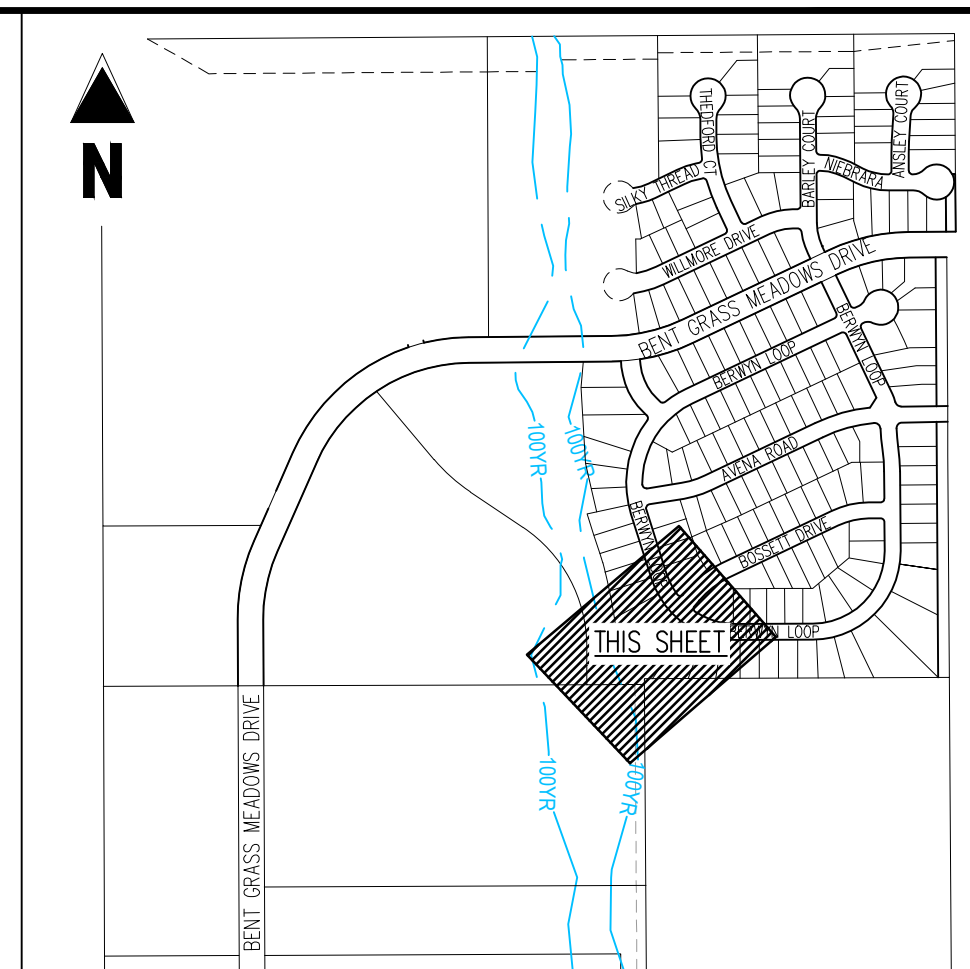 N
THEDFORD CT
BARLEY COURT
ANSLEY COURT
NIEBRARA
SILKY THREAD
WILLMORE DRIVE
BENT GRASS MEADOWS DRIVE
BERWYN LOOP
BERWYN LOOP
AVENA ROAD
100YR
100YR
BERWYN LOOP
BOSSETT DRIVE
BERWYN LOOP
THIS SHEET
BENT GRASS MEADOWS DRIVE
100YR
100YR